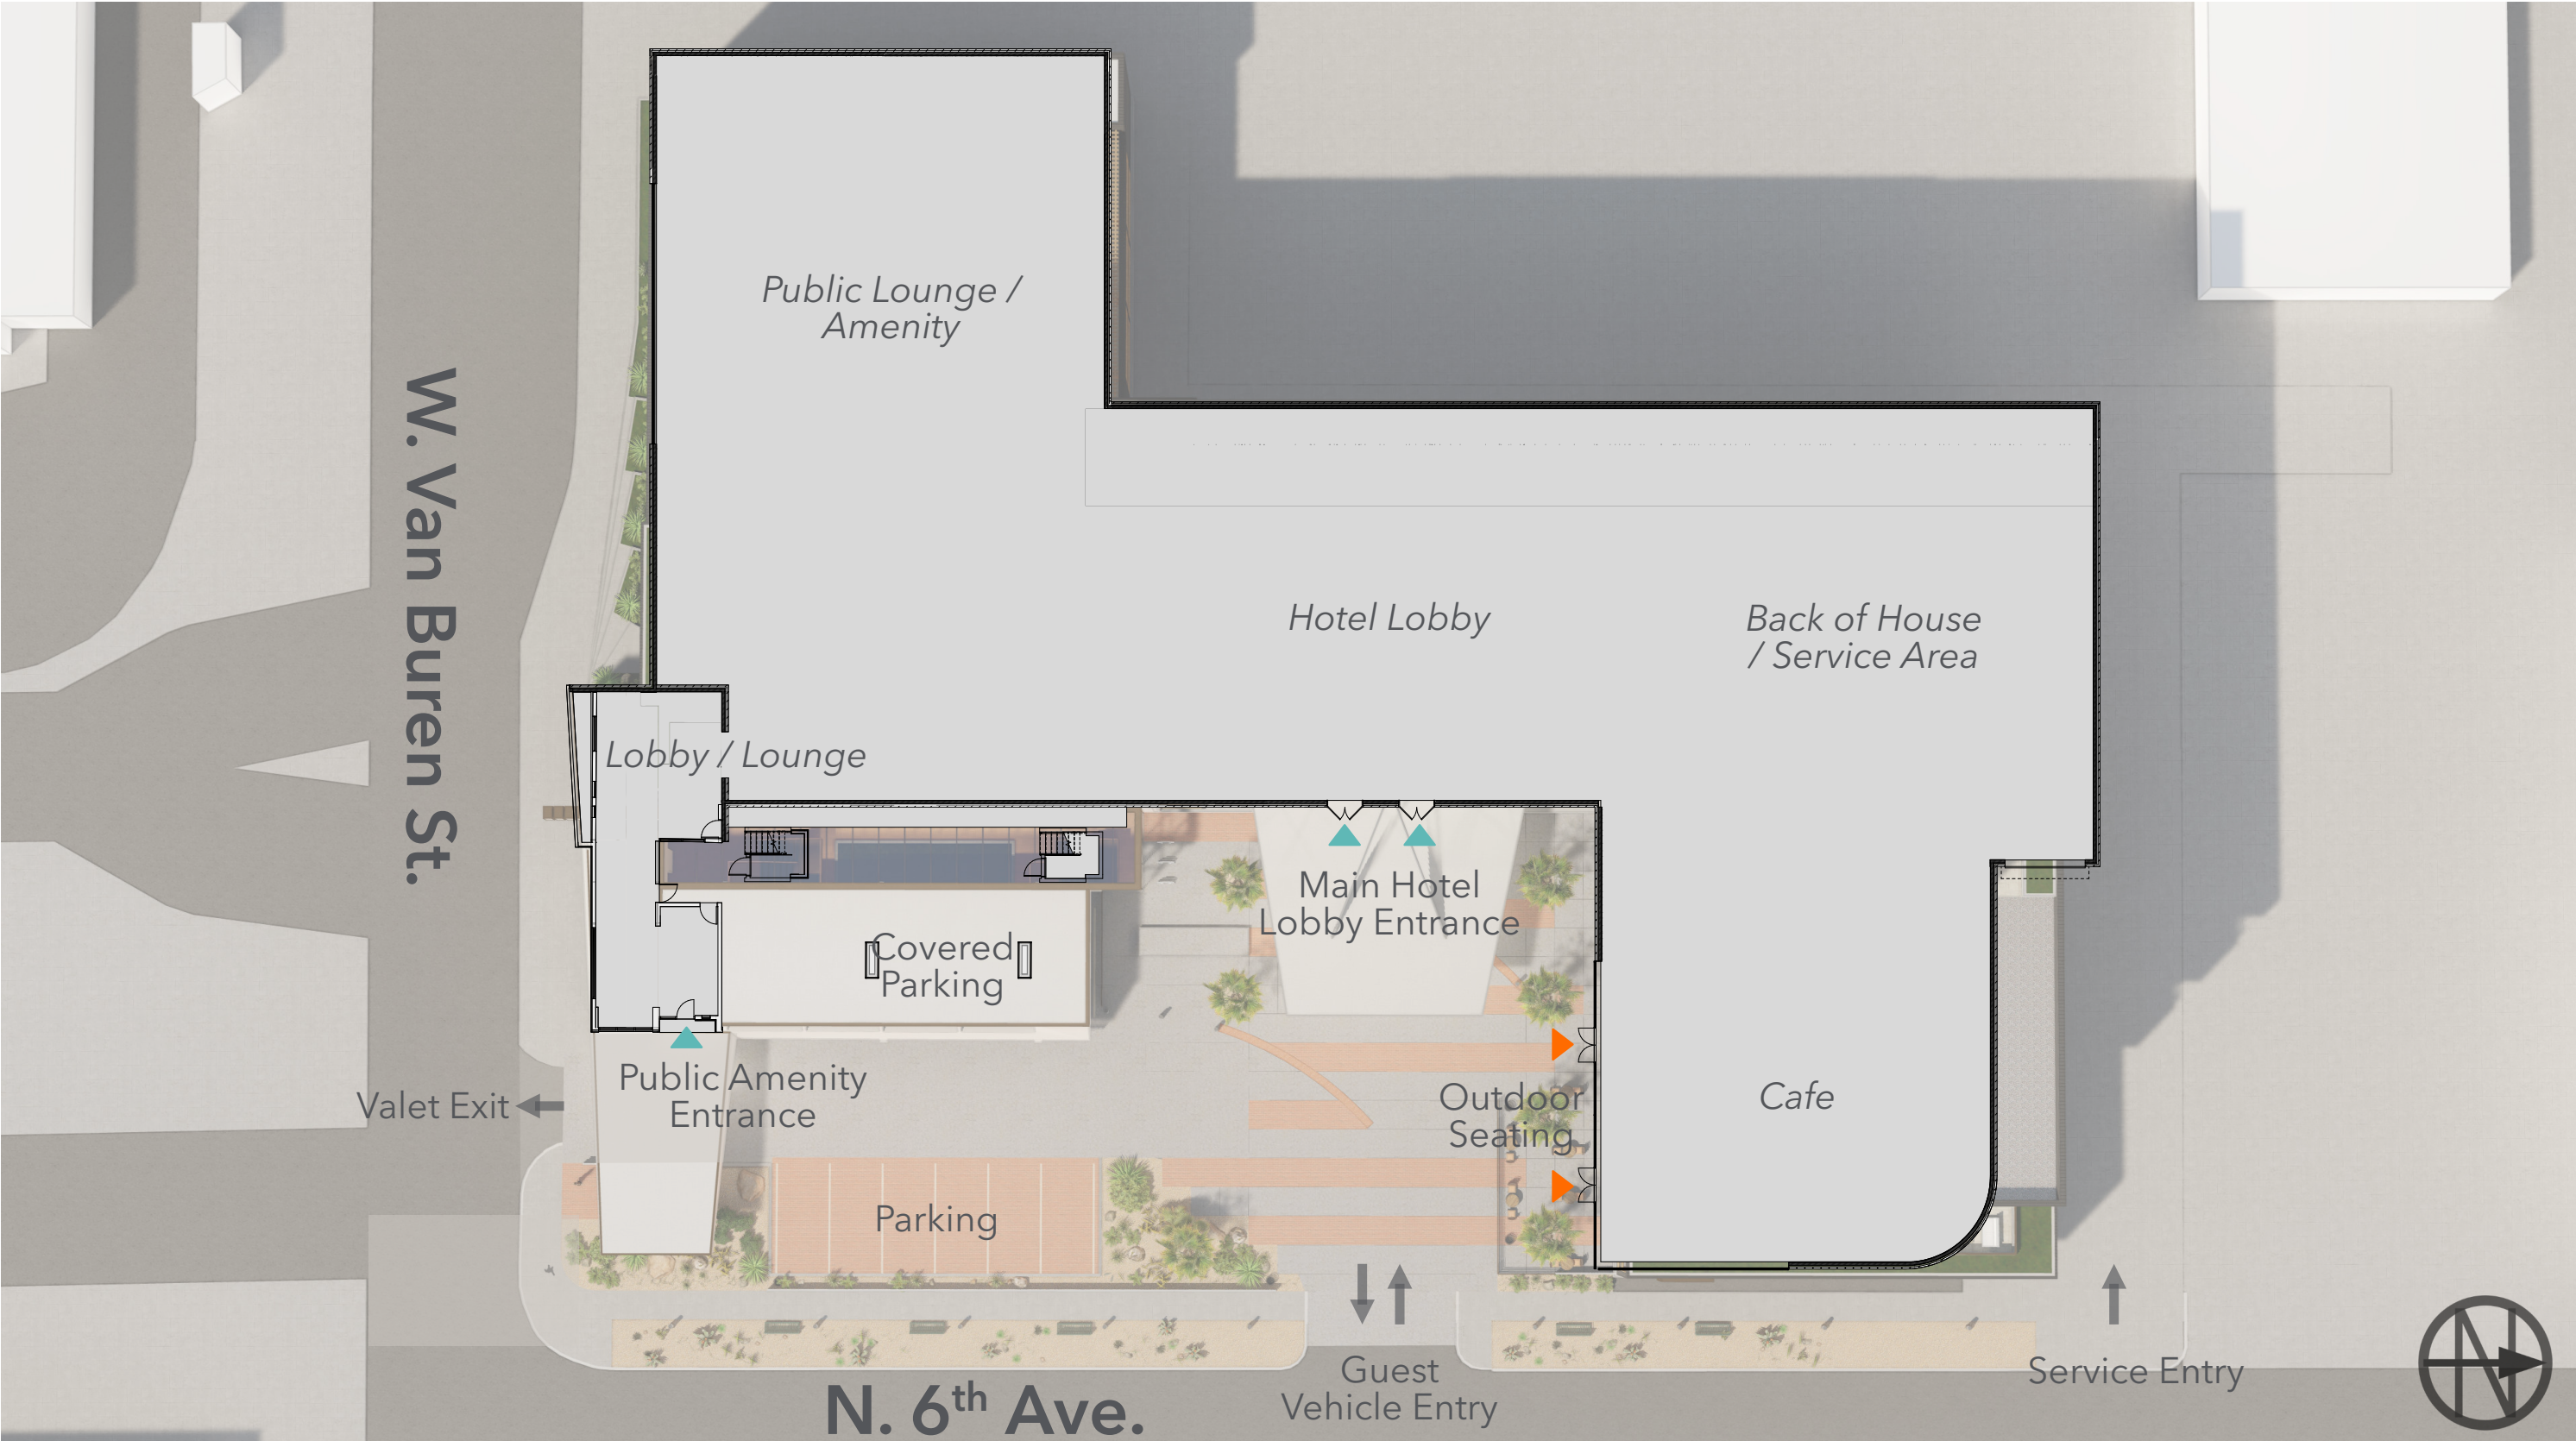 Public Lounge /
Amenity
W. Van Buren St.
Hotel Lobby
Back of House
/ Service Area
Lobby / Lounge
Main Hotel
Lobby Entrance
Covered
Parking
Public Amenity
Entrance
Valet Exit
Outdoor
Seating
Cafe
Parking
Guest
Vehicle Entry
Service Entry
N. 6th Ave.
N